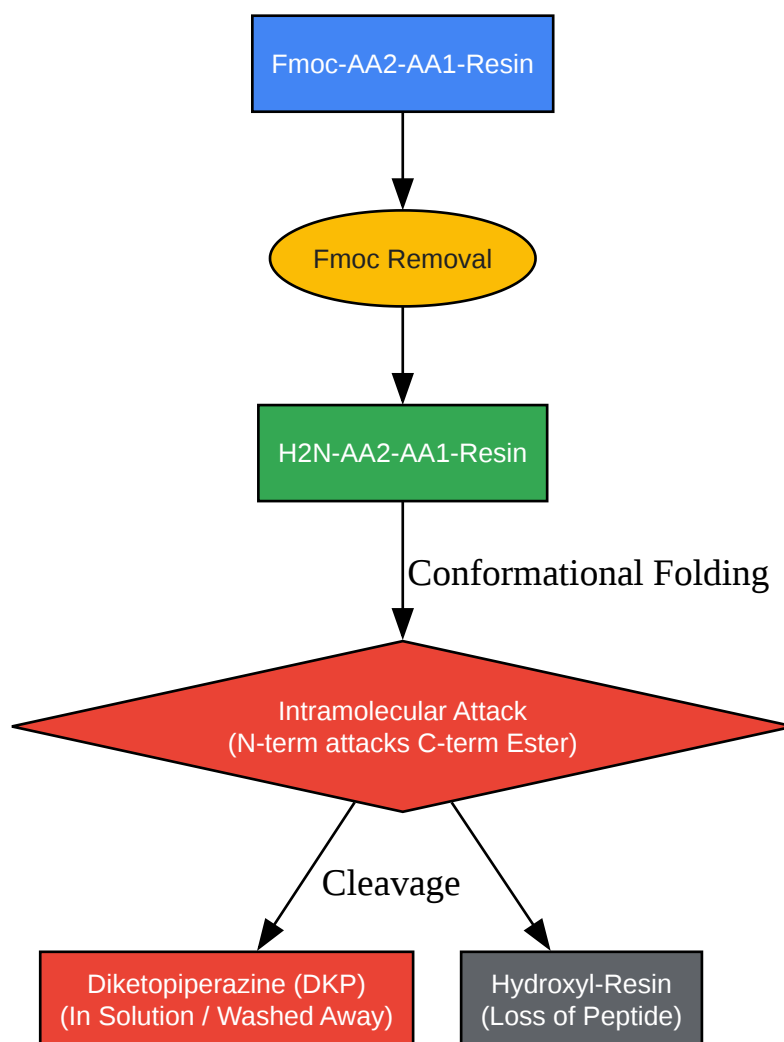 Fmoc-AA2-AA1-Resin
Fmoc Removal
H2N-AA2-AA1-Resin
Conformational Folding
Intramolecular Attack
(N-term attacks C-term Ester)
Cleavage
Diketopiperazine (DKP)
(In Solution / Washed Away)
Hydroxyl-Resin
(Loss of Peptide)